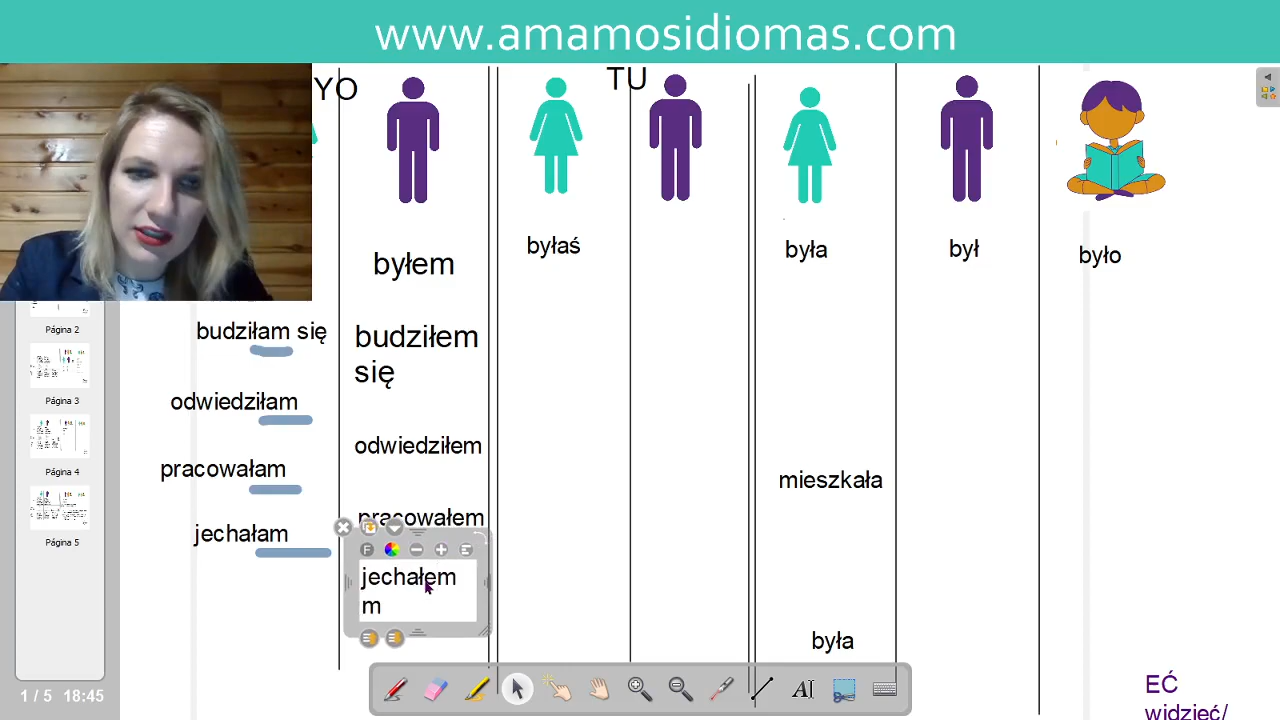 www.amamosidiomas.com
YO
TU
byłem
byłaś
była
był
było
budziłam się
budziłem
się
odwiedziłam
odwiedziłem
pracowałam
pracowałem
mieszkała
jechałam
jechałem
m
była
EĆ
widzieć/
Página 2
Página 3
Página 4
Página 5
1 / 5 18:45